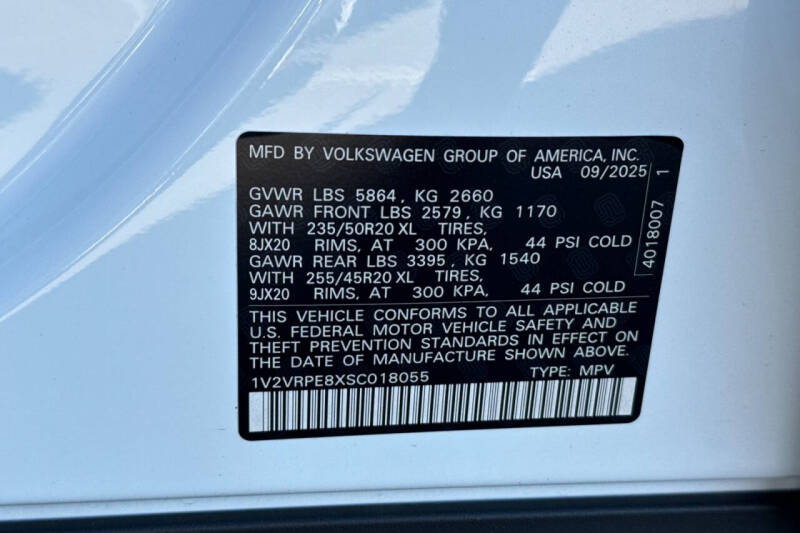 MFD BY VOLKSWAGEN GROUP OF AMERICA, INC.
USA 09/2025
GVWR LBS 5864, KG 2660
GAWR FRONT LBS 2579, KG 1170
WITH 235/50R20 XL TIRES,
8JX20 RIMS, AT 300 KPA, 44 PSI COLD
GAWR REAR LBS 3395, KG 1540
WITH 255/45R20 XL TIRES,
9JX20 RIMS, AT 300 KPA, 44 PSI COLD
THIS VEHICLE CONFORMS TO ALL APPLICABLE
U.S. FEDERAL MOTOR VEHICLE SAFETY AND
THEFT PREVENTION STANDARDS IN EFFECT ON
THE DATE OF MANUFACTURE SHOWN ABOVE.
1V2VRPE8XSC018055 TYPE: MPV
4018007 1